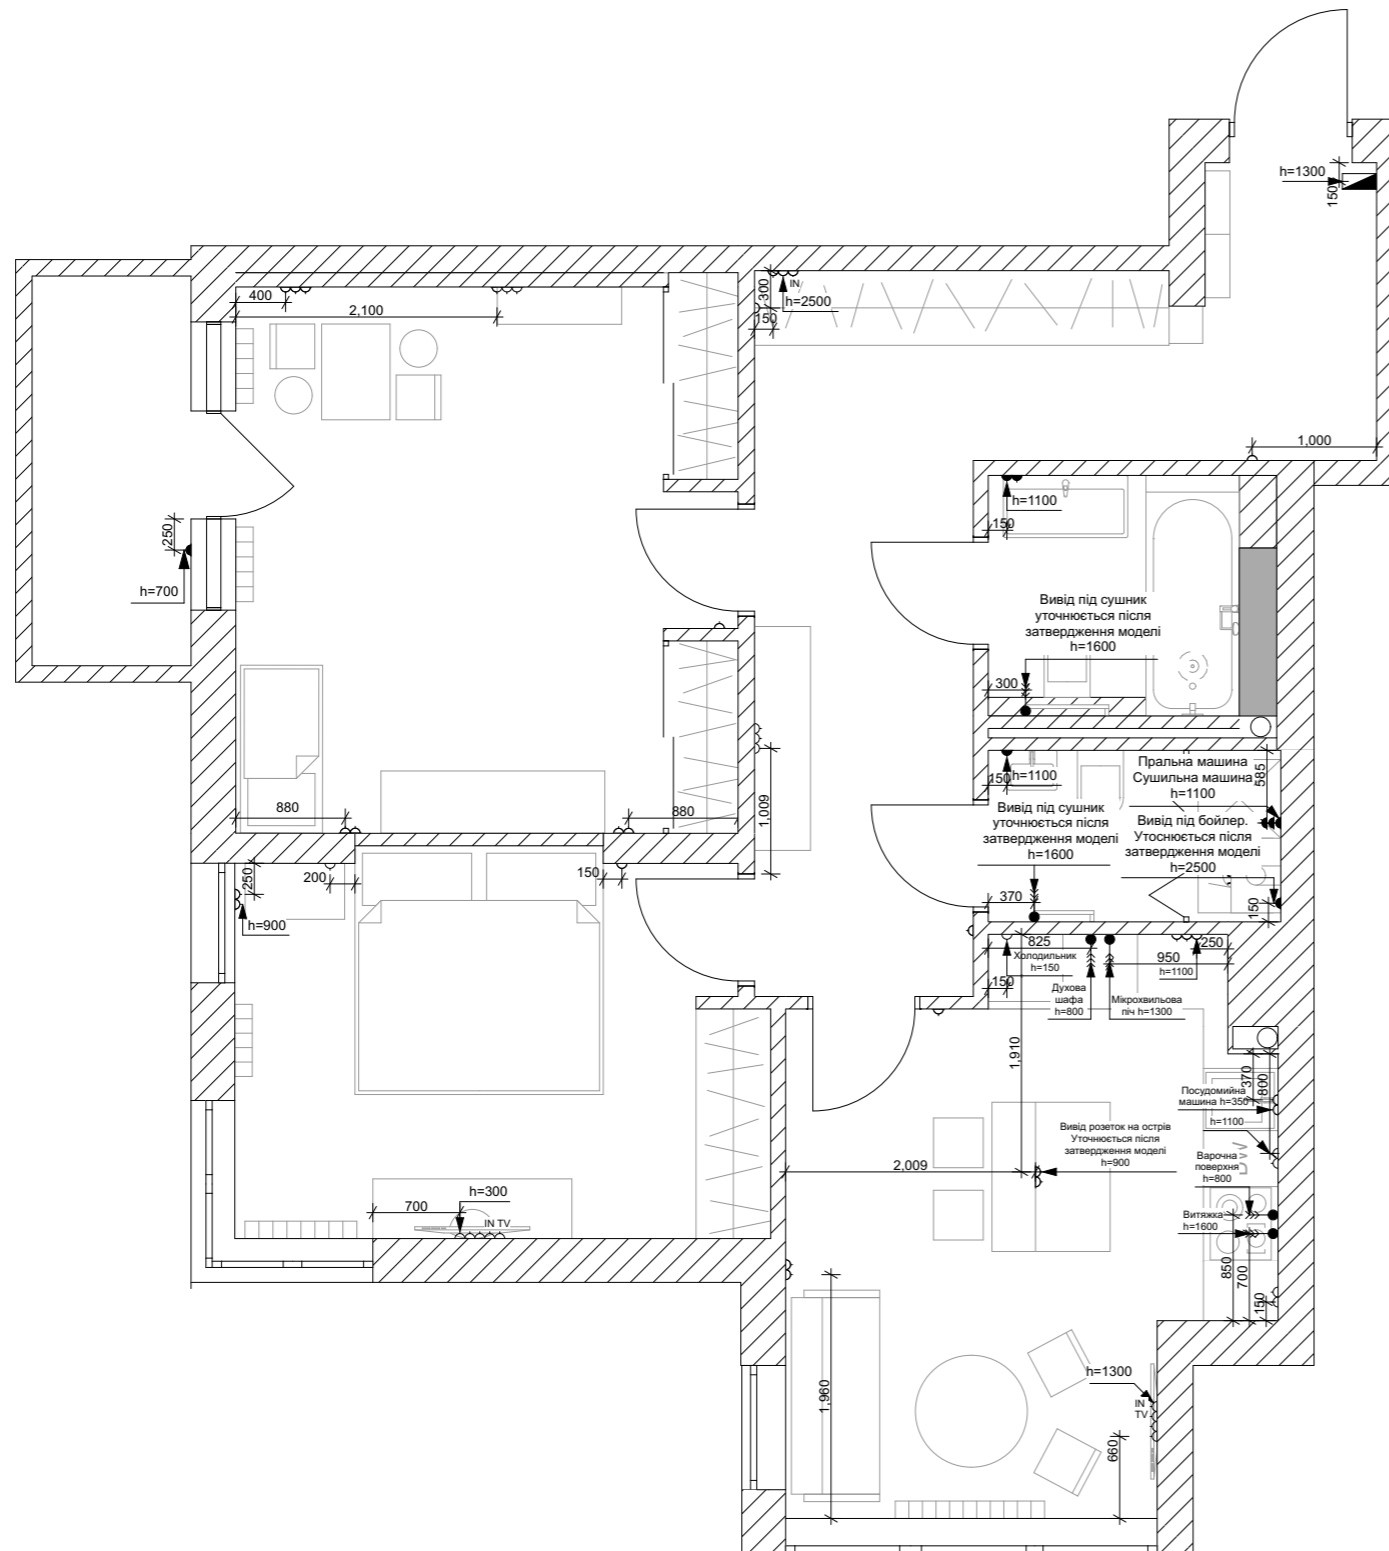 h=1300
150
400
2,100
300
IN
h=2500
150
1,000
250
h=700
h=1100
150
Вивід під сушник
уточнюється після
затвердження моделі
h=1600
300
880
880
1,009
150
h=1100
Пральна машина
Сушильна машина
h=1100
585
Вивід під сушник
уточнюється після
затвердження моделі
h=1600
Вивід під бойлер.
Утоснюється після
затвердження моделі
h=2500
370
150
250
200
150
h=900
825
Холодильник
h=150
150
Духова
шафа
h=800
Мікрохвильова
піч h=1300
950
250
h=1100
1,910
370
800
Посудомийна
машина h=350
h=1100
Вивід розеток на острів
Уточнюється після
затвердження моделі
h=900
2,009
Варочна
поверхня
h=800
Витяжка
h=1600
850
700
150
700
h=300
IN TV
h=1300
IN
TV
1,960
660